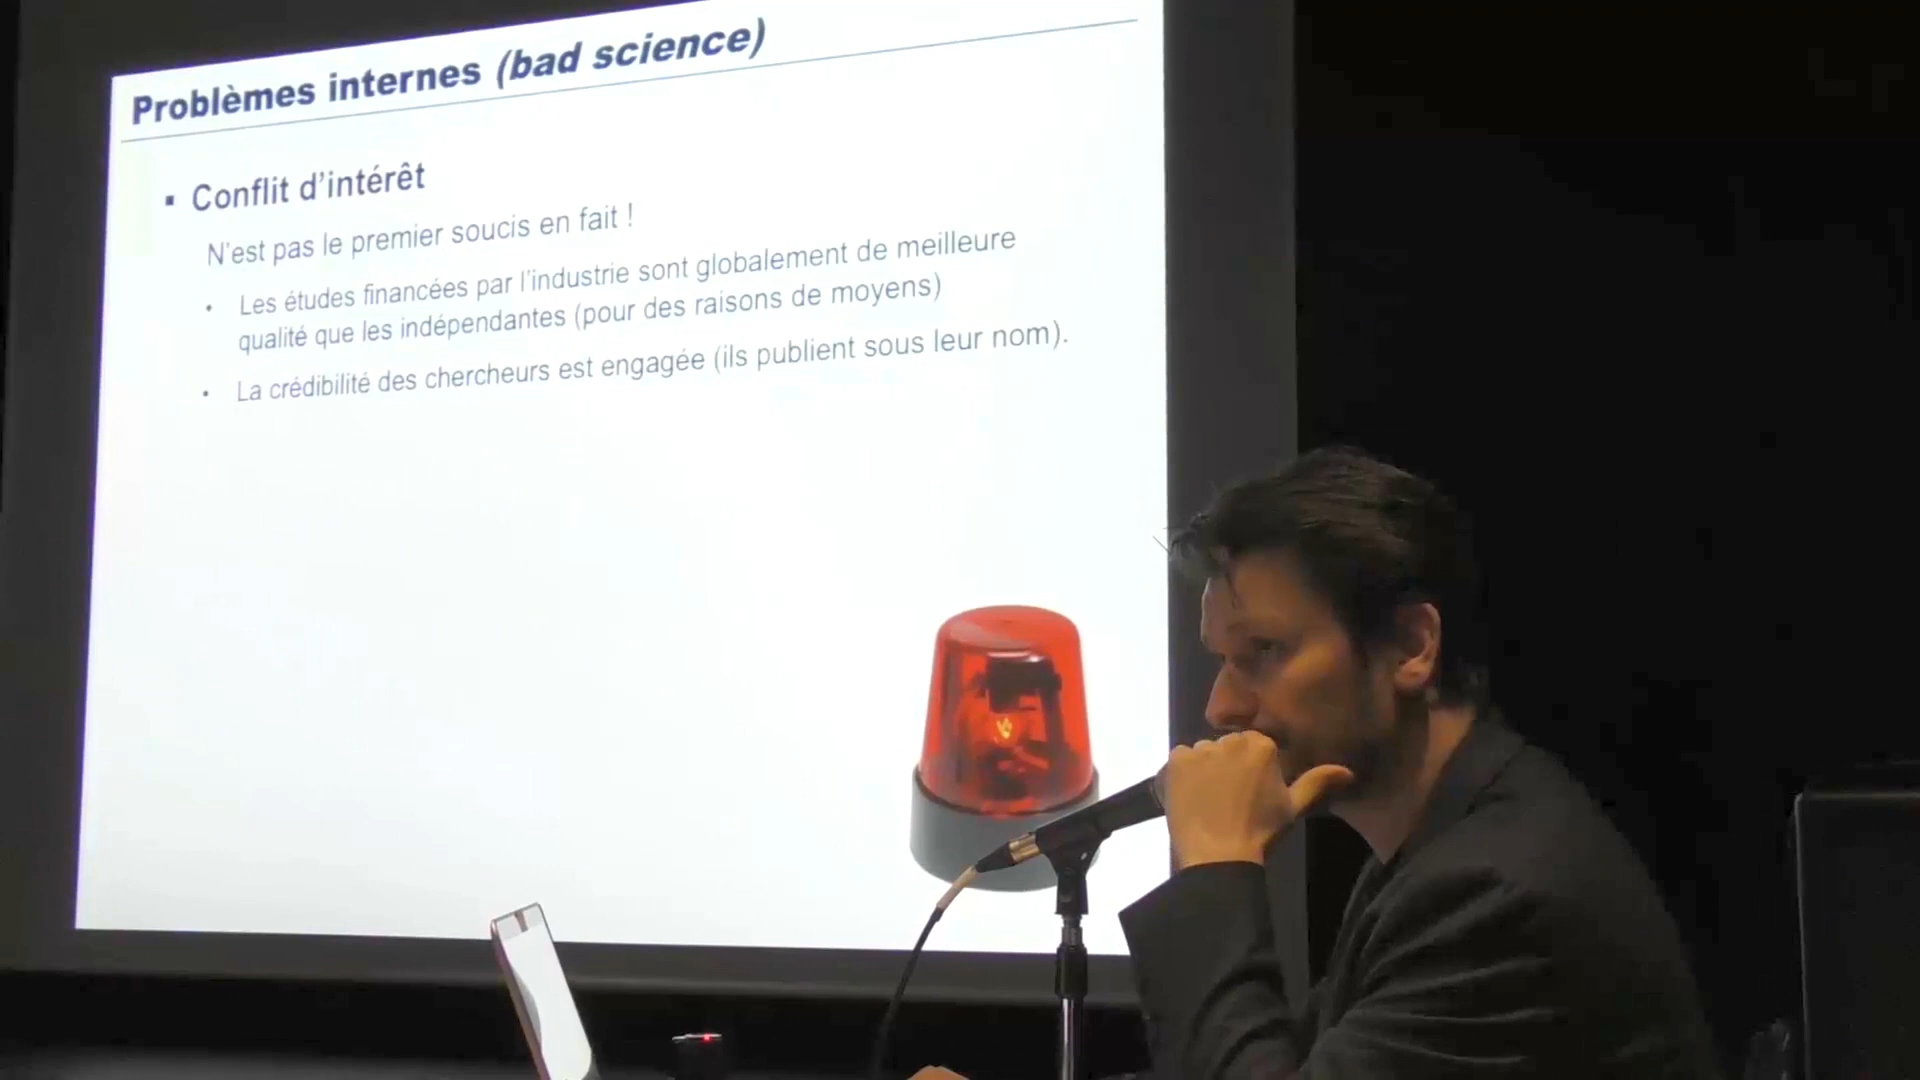 Problèmes internes (bad science)
▪ Conflit d'intérêt
N'est pas le premier soucis en fait !
• Les études financées par l'industrie sont globalement de meilleure
qualité que les indépendantes (pour des raisons de moyens)
• La crédibilité des chercheurs est engagée (ils publient sous leur nom).